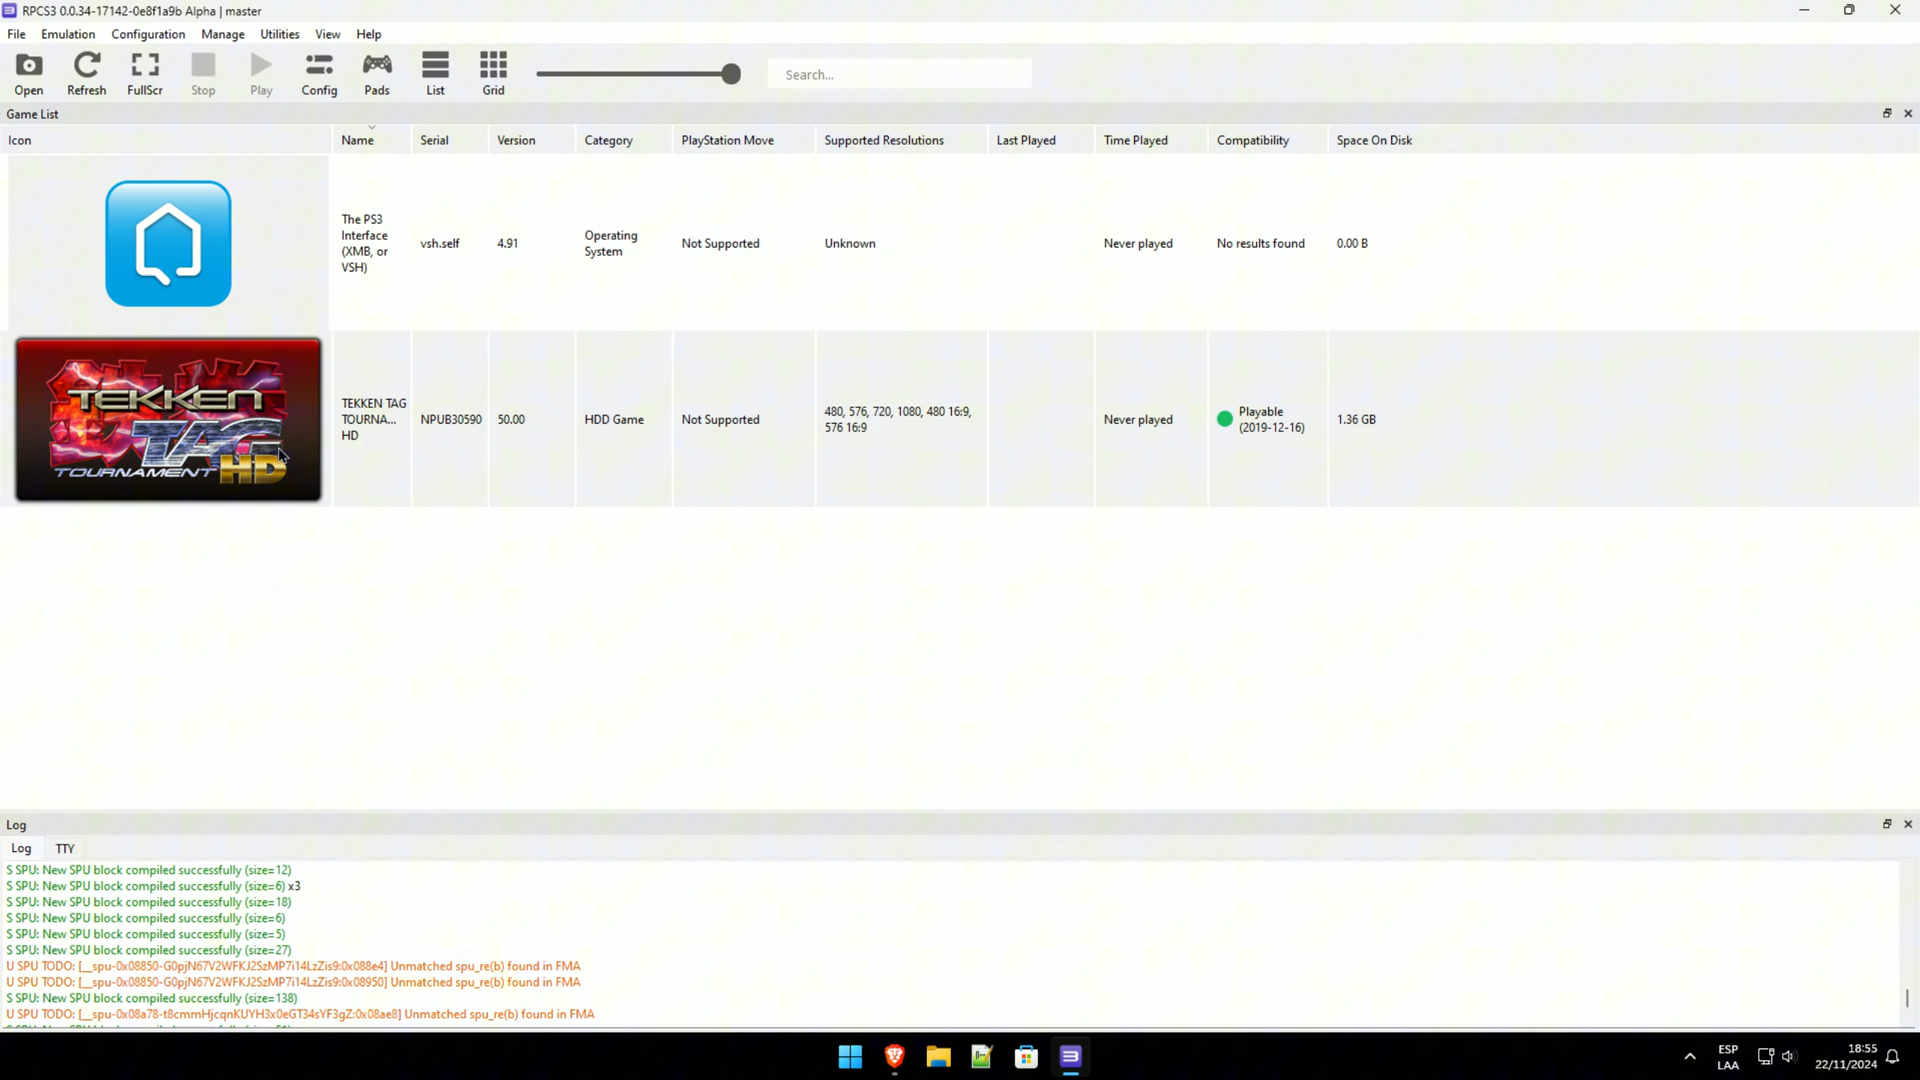 RPCS3 0.0.34-17142-0e8f1a9b Alpha | master
File Emulation Configuration Manage Utilities View Help
Open Refresh FullScr Stop Play Config Pads List Grid Search...
Game List
Icon Name Serial Version Category PlayStation Move Supported Resolutions Last Played Time Played Compatibility Space On Disk
The PS3
Interface
(XMB, or
VSH)
vsh.self 4.91
Operating
System
Not Supported Unknown Never played No results found 0.00 B
TEKKEN
TAG
TOURNAMENT HD
TEKKEN TAG
TOURNA...
HD
NPUB30590 50.00 HDD Game Not Supported
480, 576, 720, 1080, 480 16:9,
576 16:9
Never played
Playable
(2019-12-16)
1.36 GB
Log
Log TTY
S SPU: New SPU block compiled successfully (size=12)
S SPU: New SPU block compiled successfully (size=6) x3
S SPU: New SPU block compiled successfully (size=18)
S SPU: New SPU block compiled successfully (size=6)
S SPU: New SPU block compiled successfully (size=5)
S SPU: New SPU block compiled successfully (size=27)
U SPU TODO: [__spu-0x08850-G0pjN67V2WFKJ2SzMP7i14LzZis9:0x088e4] Unmatched spu_re(b) found in FMA
U SPU TODO: [__spu-0x08850-G0pjN67V2WFKJ2SzMP7i14LzZis9:0x08950] Unmatched spu_re(b) found in FMA
S SPU: New SPU block compiled successfully (size=138)
U SPU TODO: [__spu-0x08a78-t8cmmHjcqnKUYH3x0eGT34sYF3gZ:0x08ae8] Unmatched spu_re(b) found in FMA
ESP
LAA
18:55
22/11/2024